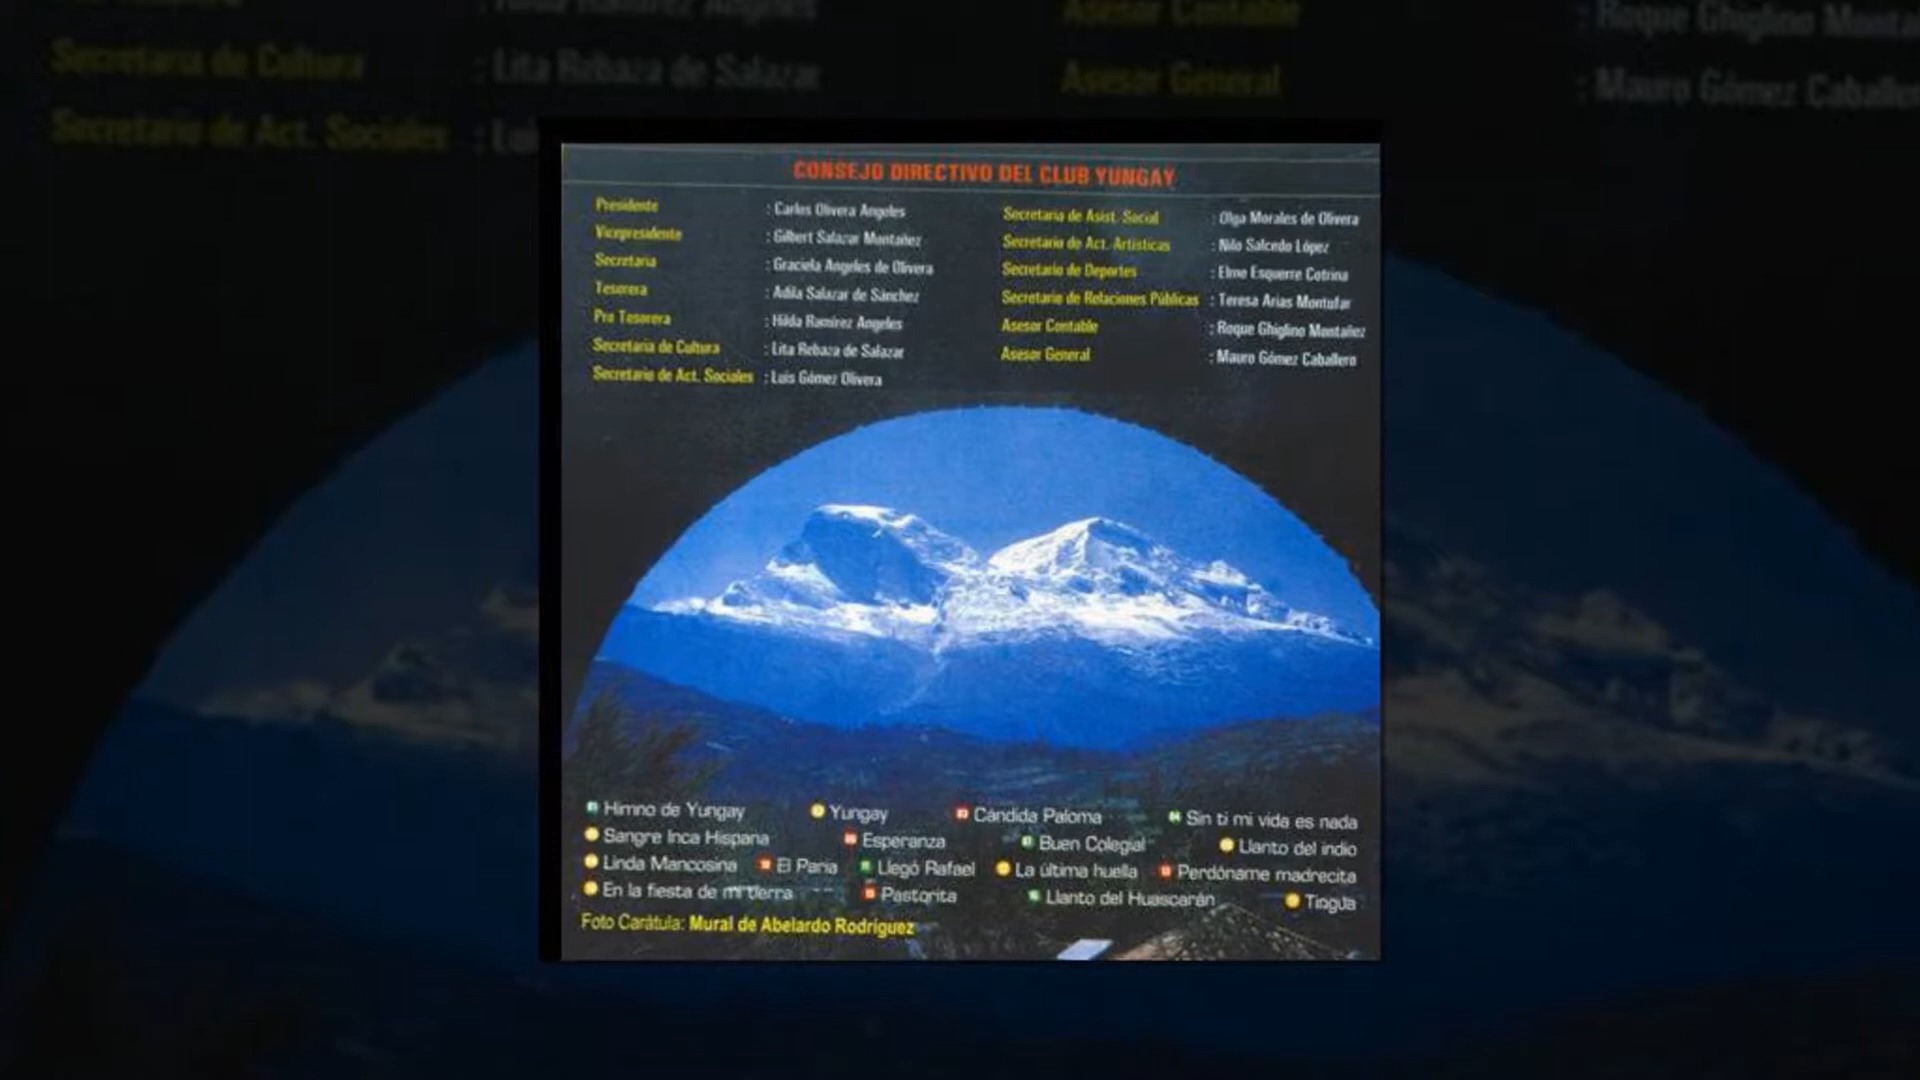 CONSEJO DIRECTIVO DEL CLUB YUNGAY
Presidente : Carlos Olivera Angeles
Vicepresidente : Gilbert Salazar Montañez
Secretaria : Graciela Angeles de Olivera
Tesorera : Adila Salazar de Sánchez
Pro Tesorera : Hilda Ramírez Angeles
Secretaria de Cultura : Lita Rebaza de Salazar
Secretario de Act. Sociales : Luis Gómez Olivera
Secretaria de Asist. Social : Olga Morales de Olivera
Secretario de Act. Artísticas : Nilo Salcedo López
Secretario de Deportes : Elmo Esquerre Cotrina
Secretario de Relaciones Públicas : Teresa Arias Montufar
Asesor Contable : Roque Ghiglino Montañez
Asesor General : Mauro Gómez Caballero
Himno de Yungay Yungay Cándida Paloma Sin ti mi vida es nada
Sangre Inca Hispana Esperanza Buen Colegial Llanto del indio
Linda Mancosina El Paria Llegó Rafael La última huella Perdóname madrecita
En la fiesta de mi tierra Pastorita Llanto del Huascarán Tingua
Foto Carátula: Mural de Abelardo Rodríguez
Secretaria de Cultura : Lita Rebaza de Salazar
Secretario de Act. Sociales : Lui
Asesor Contable : Roque Ghiglino
Asesor General : Mauro Gómez Caballero